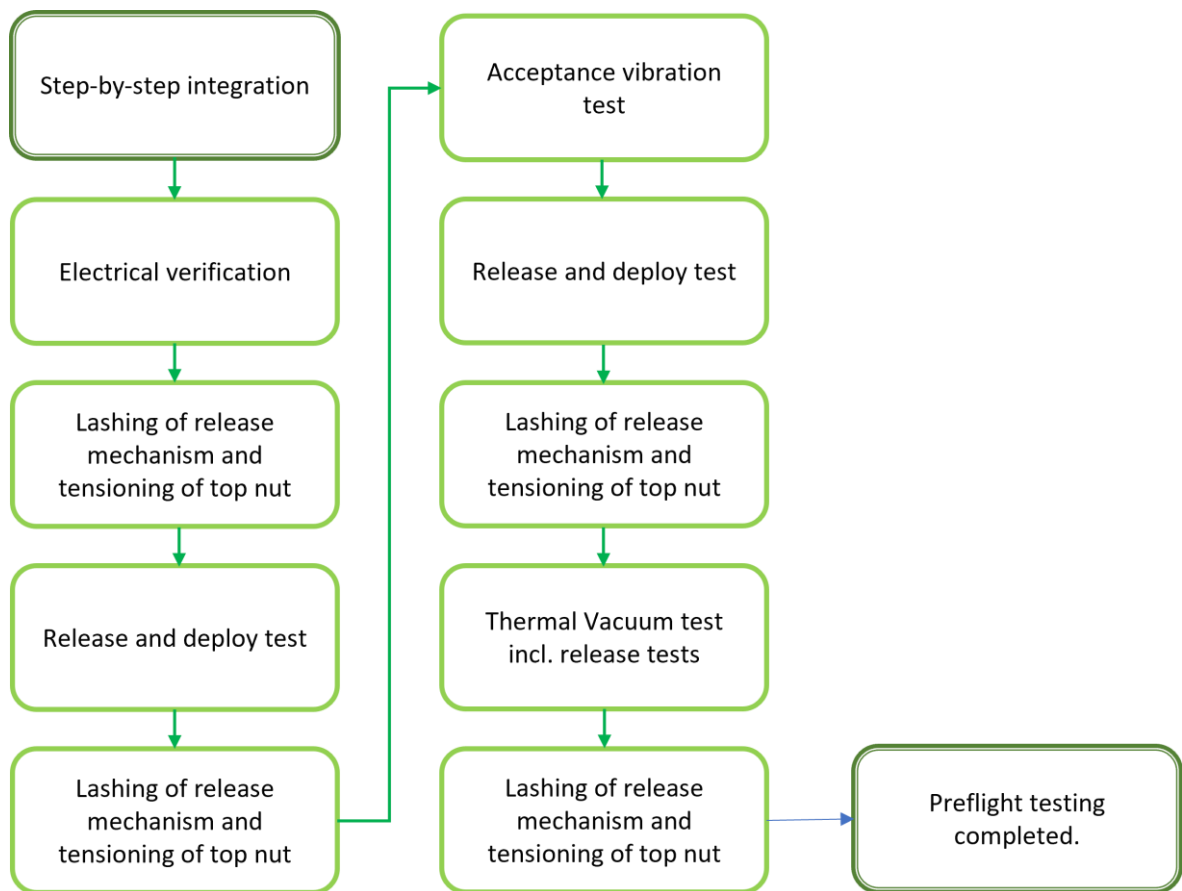 Step-by-step integration
Electrical verification
Lashing of release
mechanism and
tensioning of top nut
Release and deploy test
Lashing of release
mechanism and
tensioning of top nut
Acceptance vibration
test
Release and deploy test
Lashing of release
mechanism and
tensioning of top nut
Thermal Vacuum test
incl. release tests
Lashing of release
mechanism and
tensioning of top nut
Preflight testing
completed.